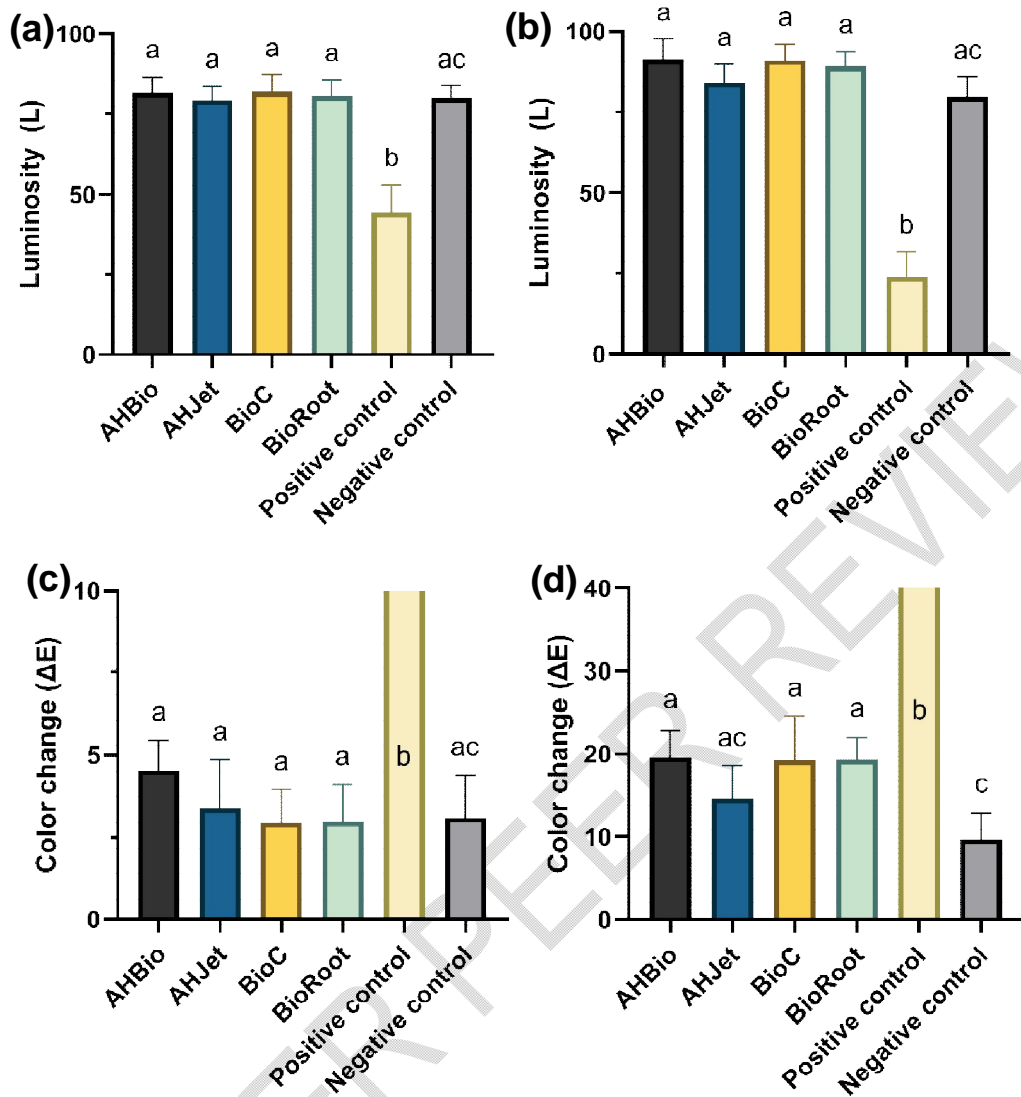 (a)
100
50
0
Luminosity (L)
a
a
a
a
b
ac
AHBio
AHJet
BioC
BioRoot
Positive control
Negative control
(b)
100
50
0
Luminosity (L)
a
a
a
a
b
ac
AHBio
AHJet
BioC
BioRoot
Positive control
Negative control
(c)
10
5
0
Color change (ΔE)
a
a
a
a
b
ac
AHBio
AHJet
BioC
BioRoot
Positive control
Negative control
(d)
40
30
20
10
0
Color change (ΔE)
a
ac
a
a
b
c
AHBio
AHJet
BioC
BioRoot
Positive control
Negative control
ER PEER REVIE